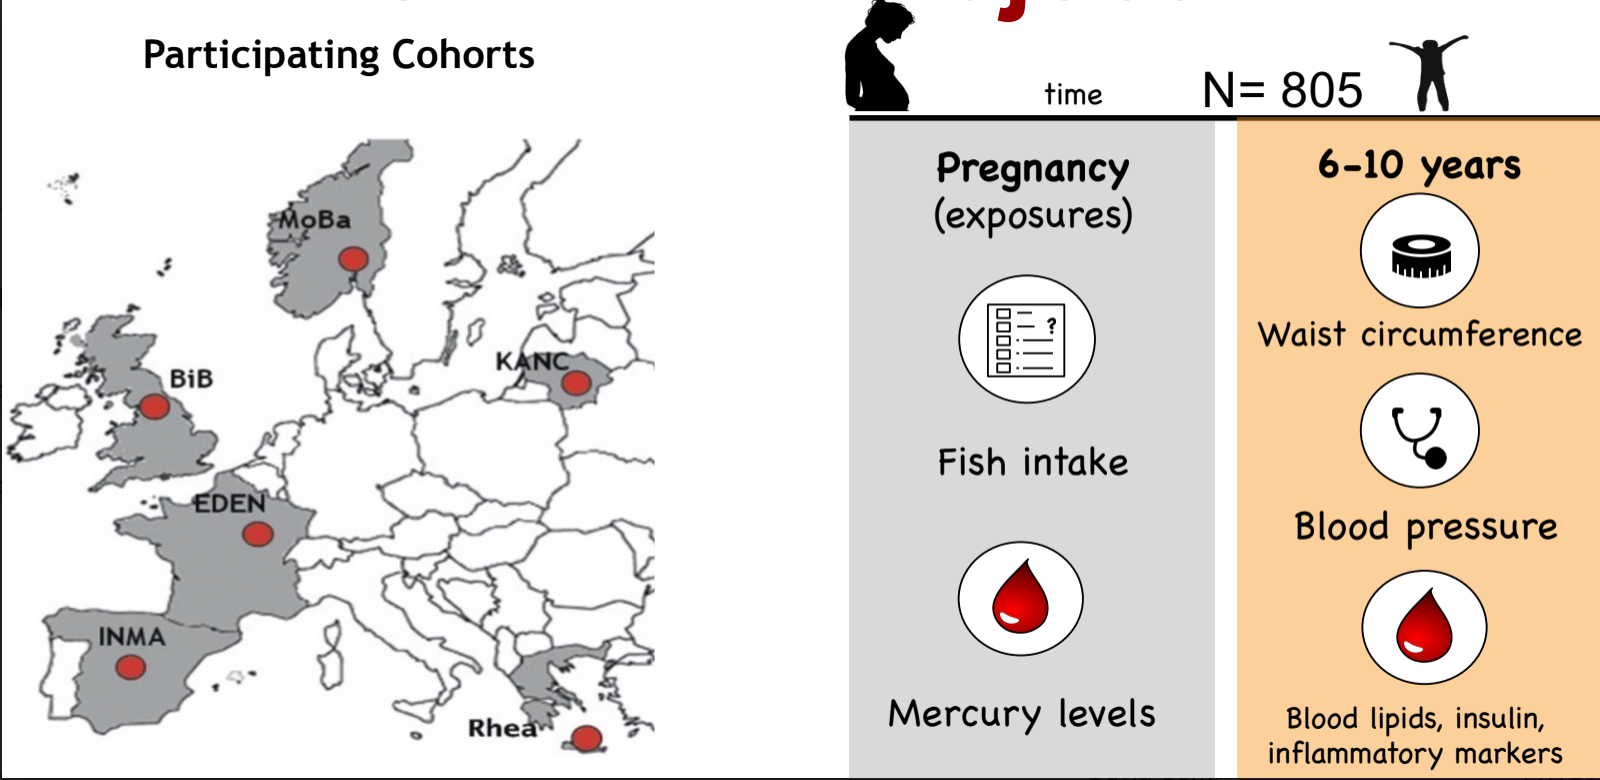 Participating Cohorts
MoBa
BiB
KANC
EDEN
INMA
Rhea
time
N= 805
Pregnancy
(exposures)
?
Fish intake
Mercury levels
6-10 years
Waist circumference
Blood pressure
Blood lipids, insulin,
inflammatory markers